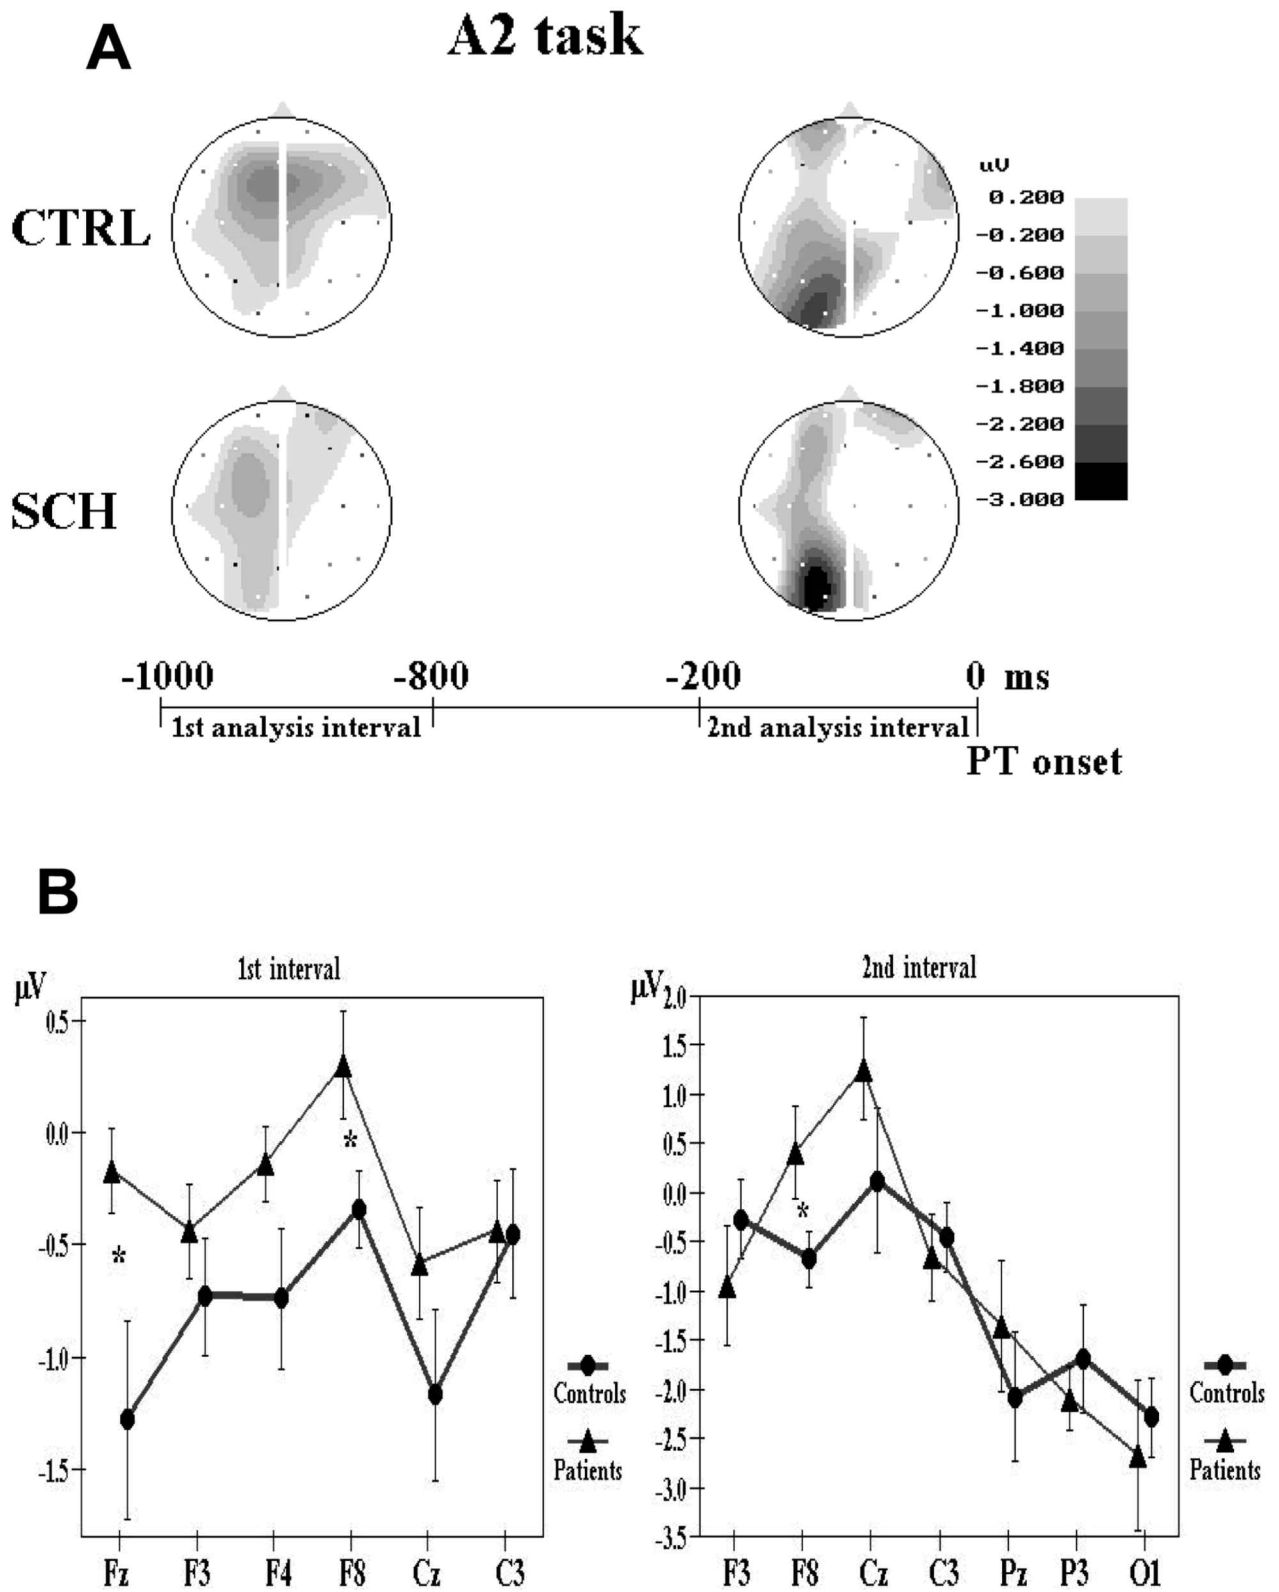 A
A2 task
CTRL
uV
0.200
-0.200
-0.600
-1.000
-1.400
-1.800
-2.200
-2.600
-3.000
SCH
-1000 -800 -200 0 ms
1st analysis interval 2nd analysis interval
PT onset
B
1st interval
µV
0.5
0.0
-0.5
-1.0
-1.5
*
*
Fz F3 F4 F8 Cz C3
Controls
Patients
2nd interval
µV
2.0
1.5
1.0
0.5
0.0
-0.5
-1.0
-1.5
-2.0
-2.5
-3.0
-3.5
*
F3 F8 Cz C3 Pz P3 O1
Controls
Patients